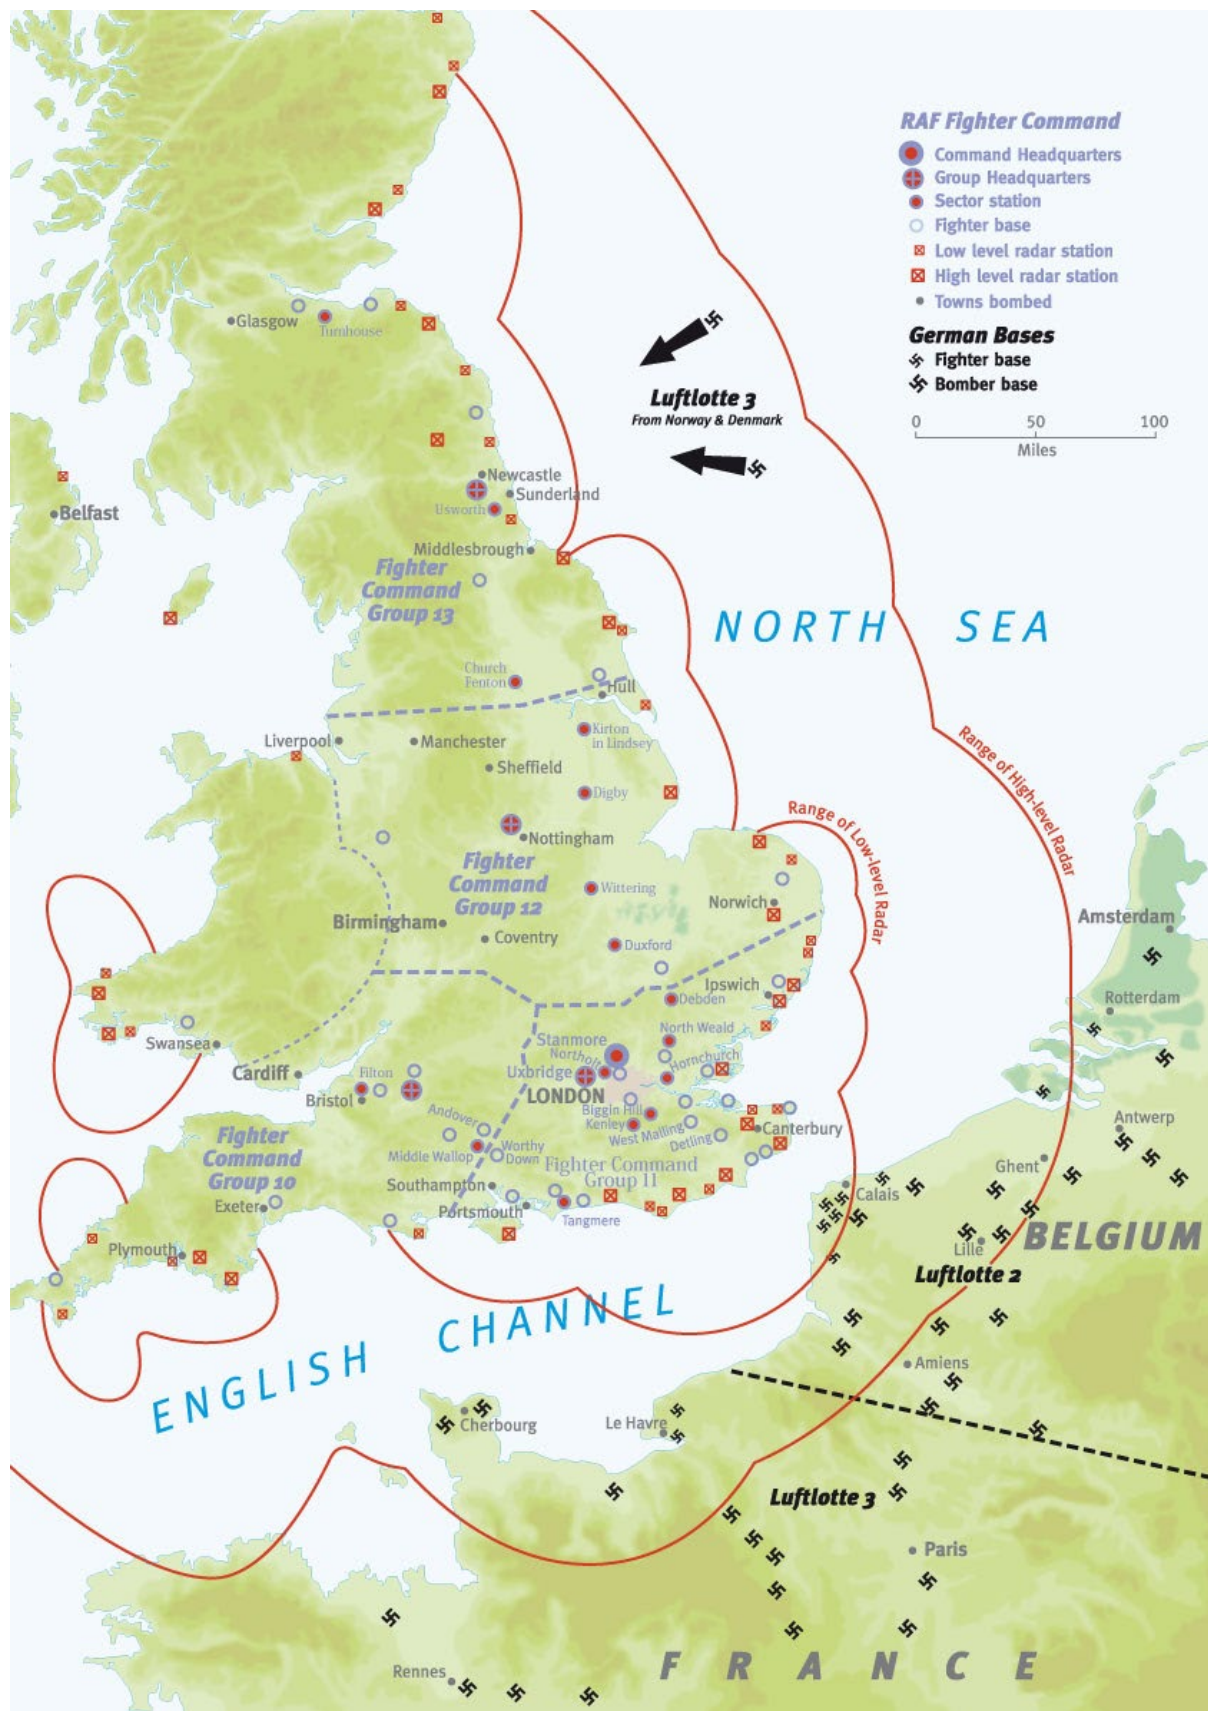 RAF Fighter Command
Command Headquarters
Group Headquarters
Sector station
Fighter base
Low level radar station
High level radar station
Towns bombed
German Bases
Fighter base
Bomber base
0 50 100
Miles
Glasgow
Turnhouse
Luftlotte 3
From Norway & Denmark
Newcastle
Sunderland
Usworth
Belfast
Middlesbrough
Fighter
Command
Group 13
NORTH SEA
Church
Fenton
Hull
Kirton
in Lindsey
Liverpool
Manchester
Sheffield
Digby
Range of High-level Radar
Range of Low-level Radar
Nottingham
Fighter
Command
Group 12
Wittering
Norwich
Birmingham
Coventry
Duxford
Amsterdam
Ipswich
Debden
Rotterdam
North Weald
Stanmore
Northolt
Hornchurch
Swansea
Cardiff
Filton
Uxbridge
LONDON
Bristol
Biggin Hill
Kenley
Andover
West Malling
Detling
Canterbury
Antwerp
Fighter
Command
Group 10
Middle Wallop
Worthy
Down
Fighter Command
Group 11
Ghent
Southampton
Calais
Exeter
Portsmouth
Tangmere
BELGIUM
Plymouth
Lille
Luftlotte 2
ENGLISH CHANNEL
Amiens
Cherbourg
Le Havre
Luftlotte 3
Paris
Rennes
FRANCE